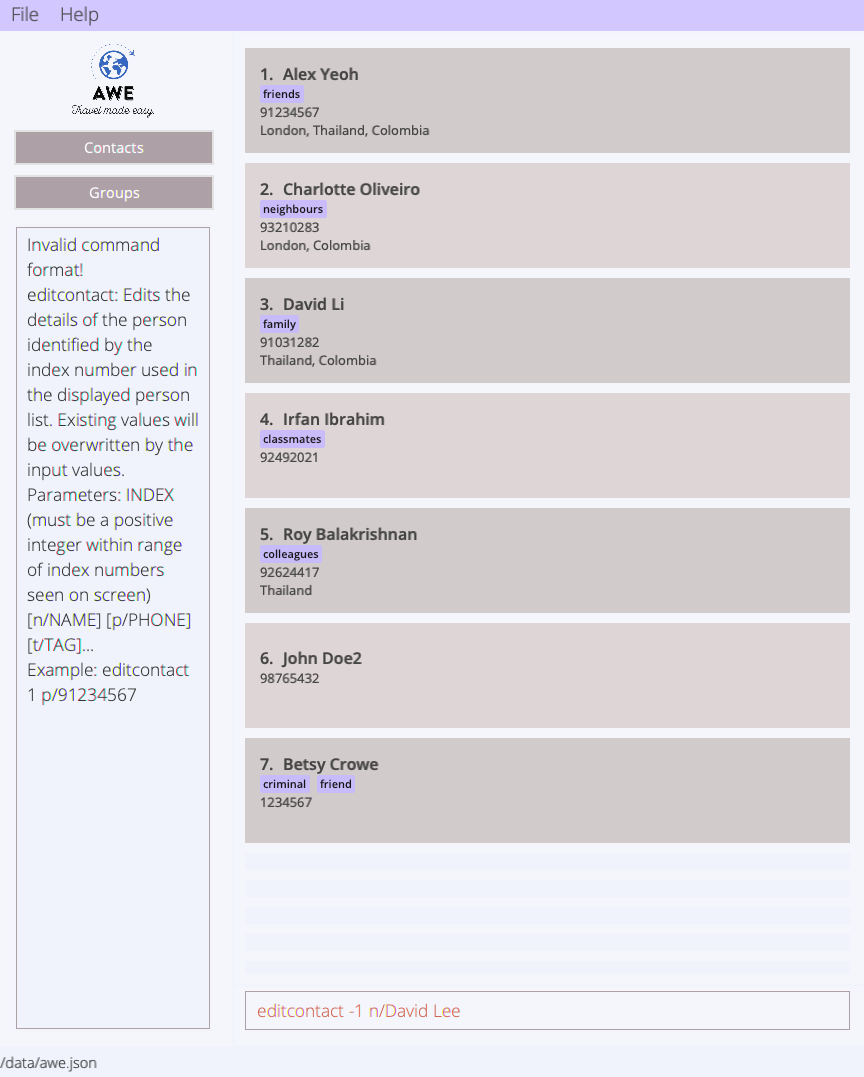 File Help
AWE
Travel made easy.
Contacts
Groups
Invalid command
format!
editcontact: Edits the
details of the person
identified by the
index number used in
the displayed person
list. Existing values will
be overwritten by the
input values.
Parameters: INDEX
(must be a positive
integer within range
of index numbers
seen on screen)
[n/NAME] [p/PHONE]
[t/TAG]...
Example: editcontact
1 p/91234567
1. Alex Yeoh
friends
91234567
London, Thailand, Colombia
2. Charlotte Oliveiro
neighbours
93210283
London, Colombia
3. David Li
family
91031282
Thailand, Colombia
4. Irfan Ibrahim
classmates
92492021
5. Roy Balakrishnan
colleagues
92624417
Thailand
6. John Doe2
98765432
7. Betsy Crowe
criminal friend
1234567
editcontact -1 n/David Lee
/data/awe.json